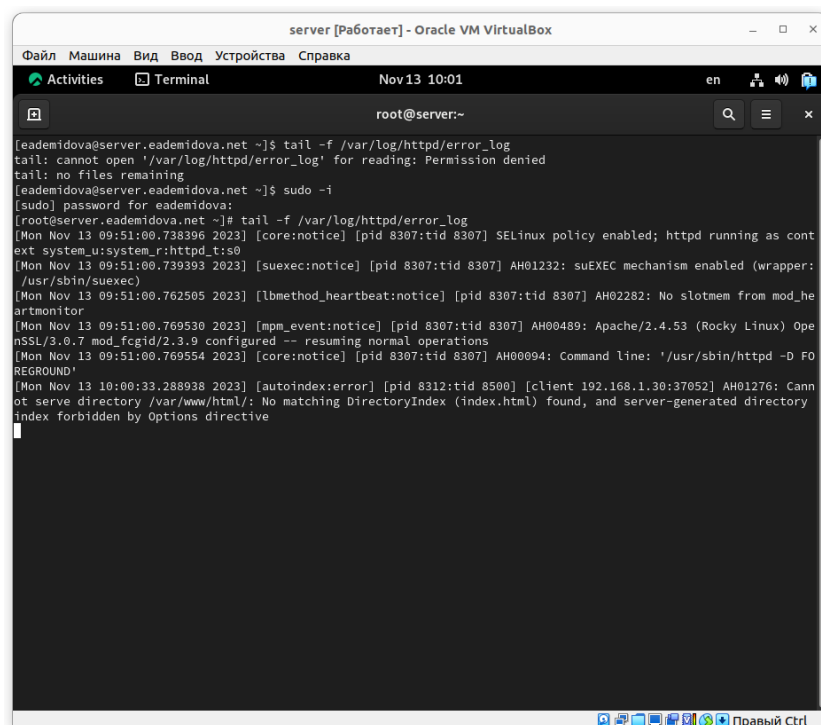 server [Работает] - Oracle VM VirtualBox
Файл Машина Вид Ввод Устройства Справка
Activities Terminal Nov 13 10:01 en
root@server:~
[eademidova@server.eademidova.net ~]$ tail -f /var/log/httpd/error_log
tail: cannot open '/var/log/httpd/error_log' for reading: Permission denied
tail: no files remaining
[eademidova@server.eademidova.net ~]$ sudo -i
[sudo] password for eademidova:
[root@server.eademidova.net ~]# tail -f /var/log/httpd/error_log
[Mon Nov 13 09:51:00.738396 2023] [core:notice] [pid 8307:tid 8307] SELinux policy enabled; httpd running as cont
ext system_u:system_r:httpd_t:s0
[Mon Nov 13 09:51:00.739393 2023] [suexec:notice] [pid 8307:tid 8307] AH01232: suEXEC mechanism enabled (wrapper:
 /usr/sbin/suexec)
[Mon Nov 13 09:51:00.762505 2023] [lbmethod_heartbeat:notice] [pid 8307:tid 8307] AH02282: No slotmem from mod_he
artmonitor
[Mon Nov 13 09:51:00.769530 2023] [mpm_event:notice] [pid 8307:tid 8307] AH00489: Apache/2.4.53 (Rocky Linux) Ope
nSSL/3.0.7 mod_fcgid/2.3.9 configured -- resuming normal operations
[Mon Nov 13 09:51:00.769554 2023] [core:notice] [pid 8307:tid 8307] AH00094: Command line: '/usr/sbin/httpd -D FO
REGROUND'
[Mon Nov 13 10:00:33.288938 2023] [autoindex:error] [pid 8312:tid 8500] [client 192.168.1.30:37052] AH01276: Cann
ot serve directory /var/www/html/: No matching DirectoryIndex (index.html) found, and server-generated directory
index forbidden by Options directive
Правый Ctrl